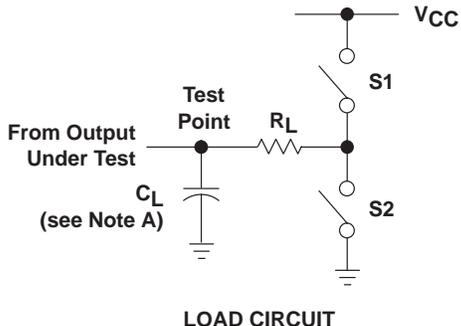 VCC
S1
Test
Point
RL
From Output
Under Test
CL
(see Note A)
S2
LOAD CIRCUIT